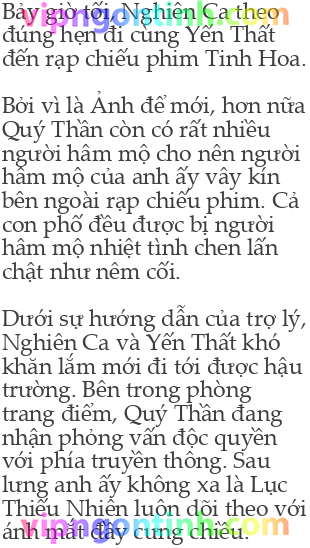 Bảy giờ tối, Nghiên Ca theo
đúng hẹn đi cùng Yến Thất
đến rạp chiếu phim Tinh Hoa.
Bởi vì là Ảnh đế mới, hơn nữa
Quý Thần còn có rất nhiều
người hâm mộ cho nên người
hâm mộ của anh ấy vây kín
bên ngoài rạp chiếu phim. Cả
con phố đều được bị người
hâm mộ nhiệt tình chen lấn
chật như nêm cối.
Dưới sự hướng dẫn của trợ lý,
Nghiên Ca và Yến Thất khó
khăn lắm mới đi tới được hậu
trường. Bên trong phòng
trang điểm, Quý Thần đang
nhận phỏng vấn độc quyền
với phía truyền thông. Sau
lưng anh ấy không xa là Lục
Thiếu Nhiên luôn dõi theo với
ánh mắt đầy cưng chiều.
vipngontinh.com
vipngontinh.com